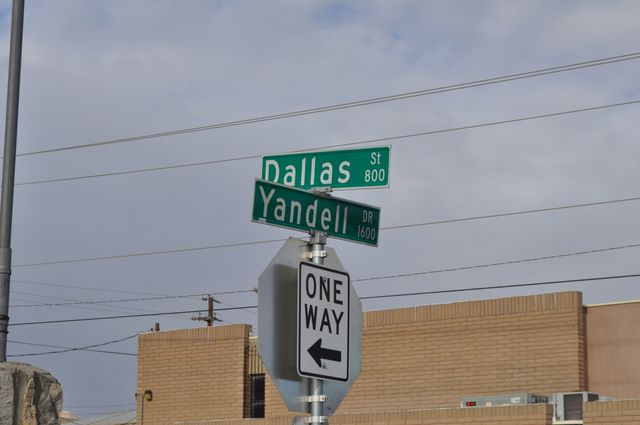 Dallas St 800
Yandell DR 1600
ONE
WAY